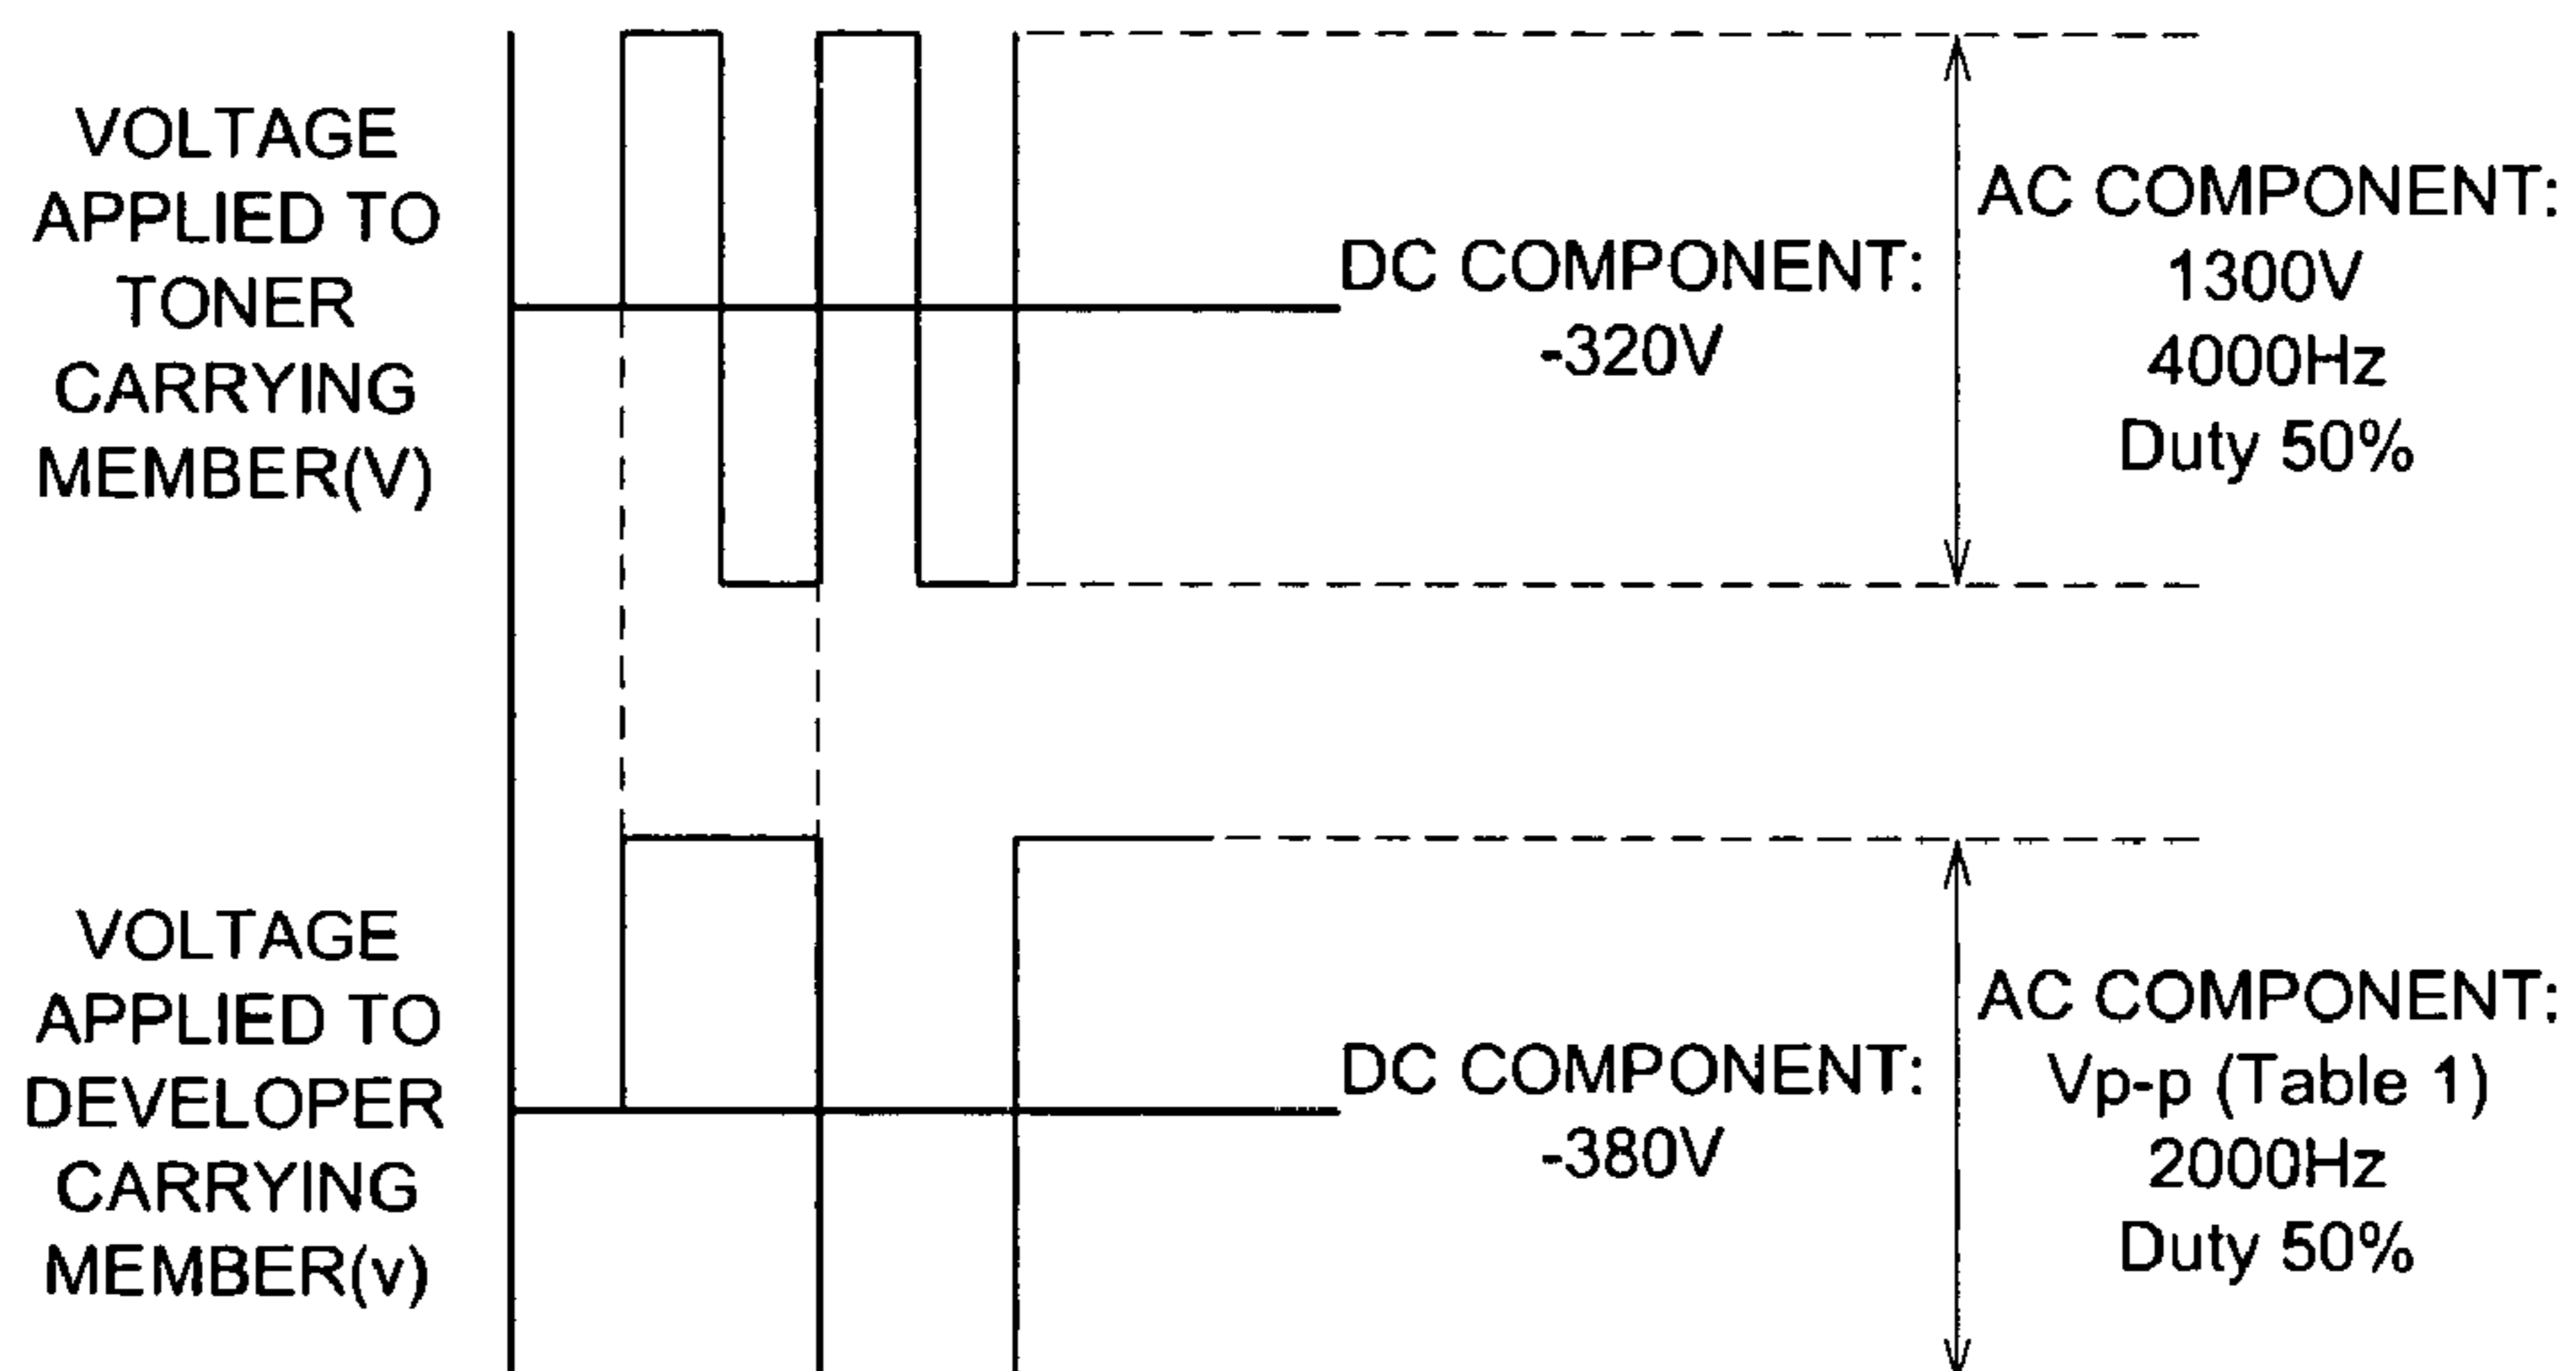 VOLTAGE
APPLIED TO
TONER
CARRYING
MEMBER(V)
DC COMPONENT:
-320V
AC COMPONENT:
1300V
4000Hz
Duty 50%
VOLTAGE
APPLIED TO
DEVELOPER
CARRYING
MEMBER(v)
DC COMPONENT:
-380V
AC COMPONENT:
Vp-p (Table 1)
2000Hz
Duty 50%